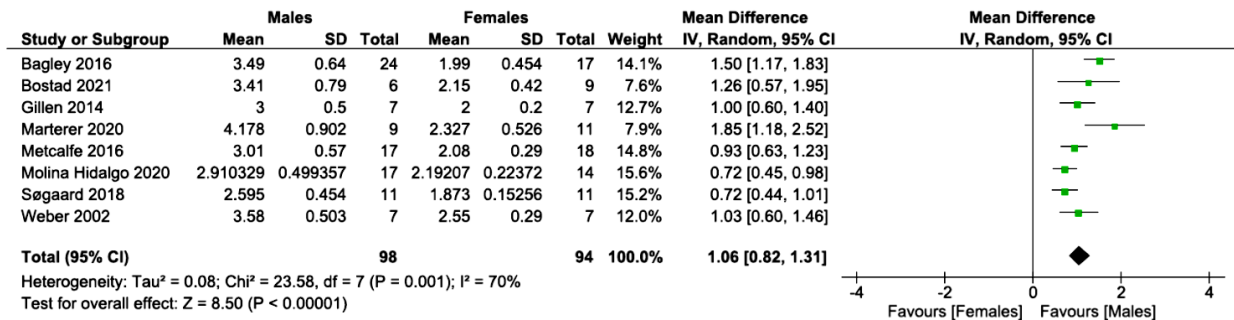 Males Females Mean Difference Mean Difference
Study or Subgroup Mean SD Total Mean SD Total Weight IV, Random, 95% CI IV, Random, 95% CI
Bagley 2016 3.49 0.64 24 1.99 0.454 17 14.1% 1.50 [1.17, 1.83]
Bostad 2021 3.41 0.79 6 2.15 0.42 9 7.6% 1.26 [0.57, 1.95]
Gillen 2014 3 0.5 7 2 0.2 7 12.7% 1.00 [0.60, 1.40]
Marterer 2020 4.178 0.902 9 2.327 0.526 11 7.9% 1.85 [1.18, 2.52]
Metcalfe 2016 3.01 0.57 17 2.08 0.29 18 14.8% 0.93 [0.63, 1.23]
Molina Hidalgo 2020 2.910329 0.499357 17 2.19207 0.22372 14 15.6% 0.72 [0.45, 0.98]
Søgaard 2018 2.595 0.454 11 1.873 0.15256 11 15.2% 0.72 [0.44, 1.01]
Weber 2002 3.58 0.503 7 2.55 0.29 7 12.0% 1.03 [0.60, 1.46]
Total (95% CI) 98 94 100.0% 1.06 [0.82, 1.31]
Heterogeneity: Tau² = 0.08; Chi² = 23.58, df = 7 (P = 0.001); I² = 70%
Test for overall effect: Z = 8.50 (P < 0.00001)
-4 -2 0 2 4
Favours [Females] Favours [Males]